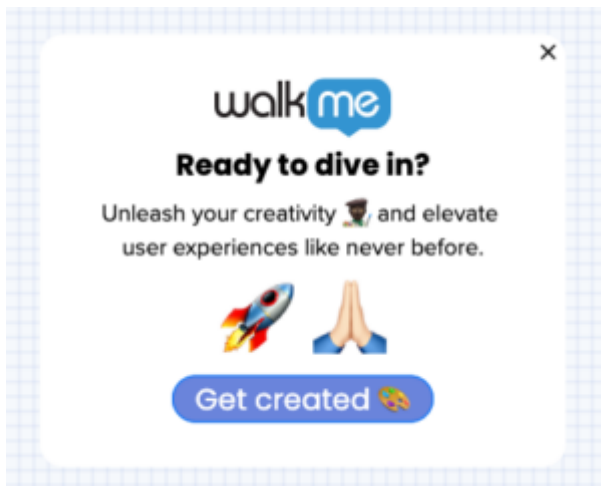 walkme
Ready to dive in?
Unleash your creativity 👨🏿‍🎨 and elevate
user experiences like never before.
🚀 🙏🏻
Get created 🎨